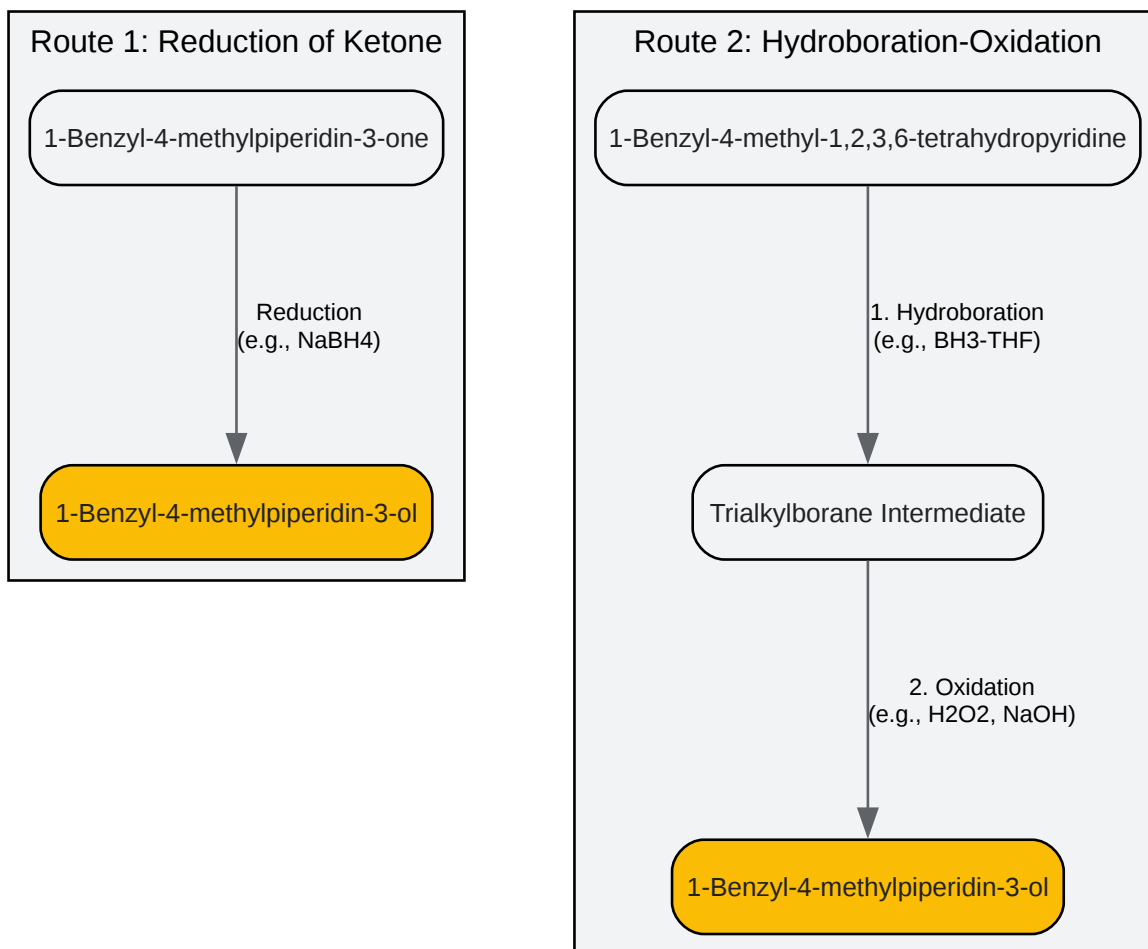 Route 1: Reduction of Ketone
1-Benzyl-4-methylpiperidin-3-one
Reduction
(e.g., NaBH4)
1-Benzyl-4-methylpiperidin-3-ol
Route 2: Hydroboration-Oxidation
1-Benzyl-4-methyl-1,2,3,6-tetrahydropyridine
1. Hydroboration
(e.g., BH3-THF)
Trialkylborane Intermediate
2. Oxidation
(e.g., H2O2, NaOH)
1-Benzyl-4-methylpiperidin-3-ol